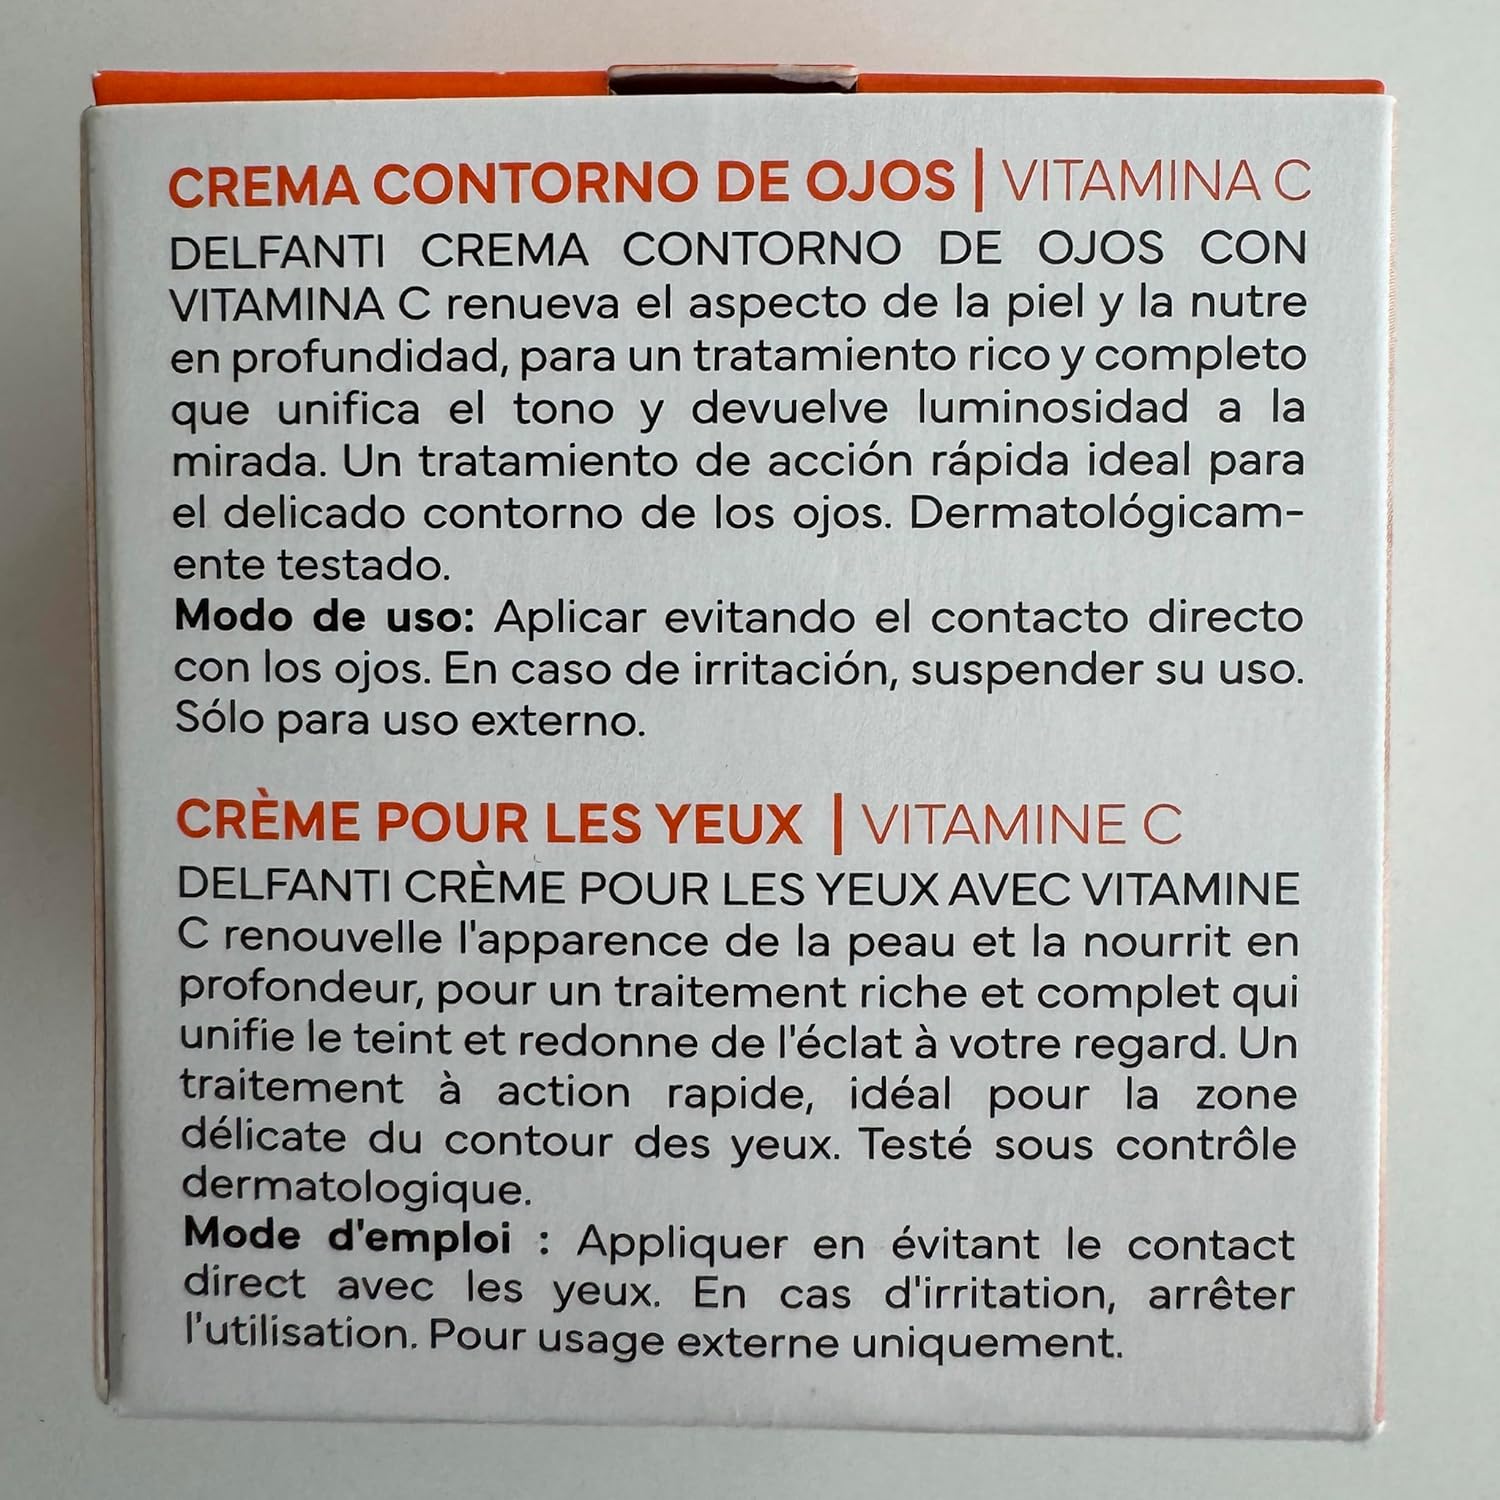 CREMA CONTORNO DE OJOS | VITAMINA C
DELFANTI CREMA CONTORNO DE OJOS CON
VITAMINA C renueva el aspecto de la piel y la nutre
en profundidad, para un tratamiento rico y completo
que unifica el tono y devuelve luminosidad a la
mirada. Un tratamiento de acción rápida ideal para
el delicado contorno de los ojos. Dermatológicam-
ente testado.
Modo de uso: Aplicar evitando el contacto directo
con los ojos. En caso de irritación, suspender su uso.
Sólo para uso externo.
CRÈME POUR LES YEUX | VITAMINE C
DELFANTI CRÈME POUR LES YEUX AVEC VITAMINE
C renouvelle l'apparence de la peau et la nourrit en
profondeur, pour un traitement riche et complet qui
unifie le teint et redonne de l'éclat à votre regard. Un
traitement à action rapide, idéal pour la zone
délicate du contour des yeux. Testé sous contrôle
dermatologique.
Mode d'emploi : Appliquer en évitant le contact
direct avec les yeux. En cas d'irritation, arrêter
l'utilisation. Pour usage externe uniquement.